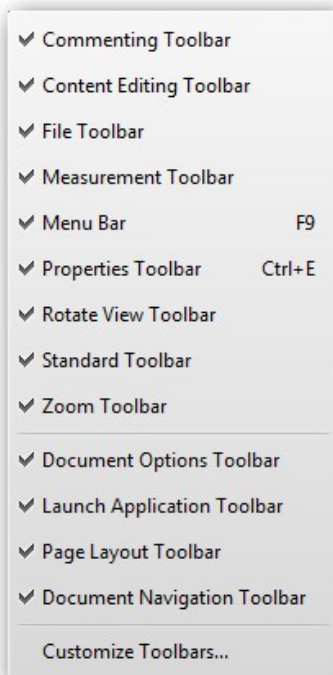 Commenting Toolbar
Content Editing Toolbar
File Toolbar
Measurement Toolbar
Menu Bar F9
Properties Toolbar Ctrl+E
Rotate View Toolbar
Standard Toolbar
Zoom Toolbar
Document Options Toolbar
Launch Application Toolbar
Page Layout Toolbar
Document Navigation Toolbar
Customize Toolbars...